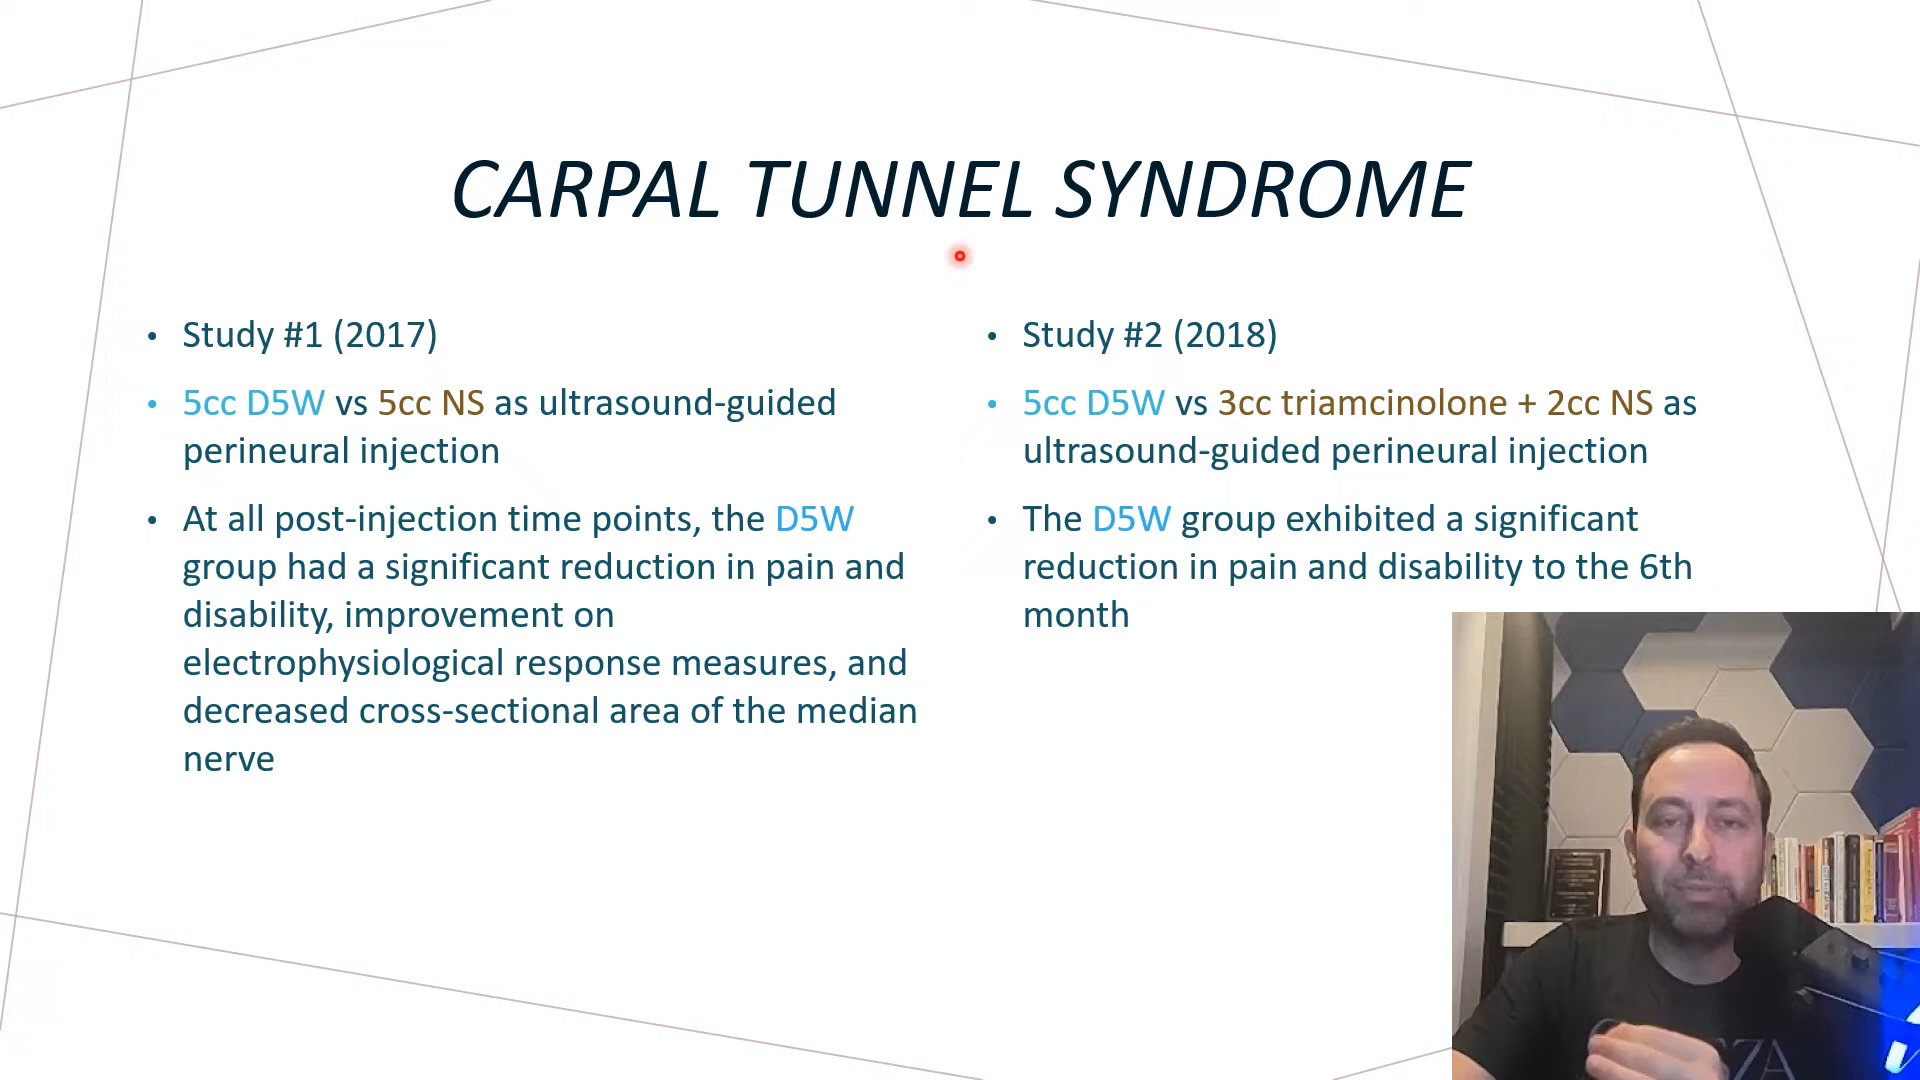 CARPAL TUNNEL SYNDROME
• Study #1 (2017)
• 5cc D5W vs 5cc NS as ultrasound-guided
perineural injection
• At all post-injection time points, the D5W
group had a significant reduction in pain and
disability, improvement on
electrophysiological response measures, and
decreased cross-sectional area of the median
nerve
• Study #2 (2018)
• 5cc D5W vs 3cc triamcinolone + 2cc NS as
ultrasound-guided perineural injection
• The D5W group exhibited a significant
reduction in pain and disability to the 6th
month